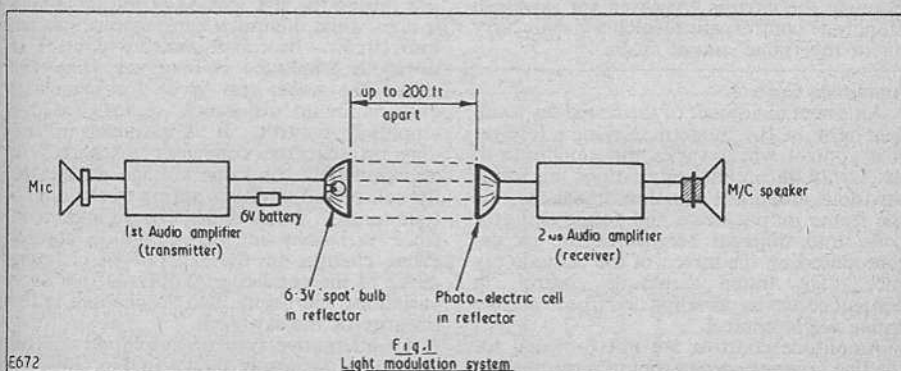 up to 200 ft
apart
Mic
6V battery
M/C speaker
1st Audio amplifier
(transmitter)
2ND Audio amplifier
(receiver)
6·3V 'spot' bulb
in reflector
Photo-electric cell
in reflector
Fig.1
Light modulation system
E672